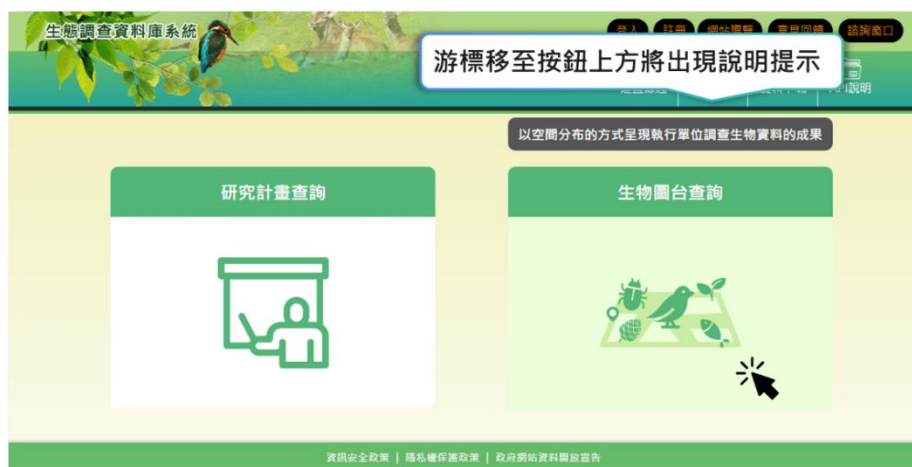 生態調查資料庫系統
登入 註冊 網站導覽 意見回饋 諮詢窗口
游標移至按鈕上方將出現說明提示
以空間分布的方式呈現執行單位調查生物資料的成果
研究計畫查詢
生物圖台查詢
資訊安全政策 | 隱私權保護政策 | 政府網站資料開放宣告